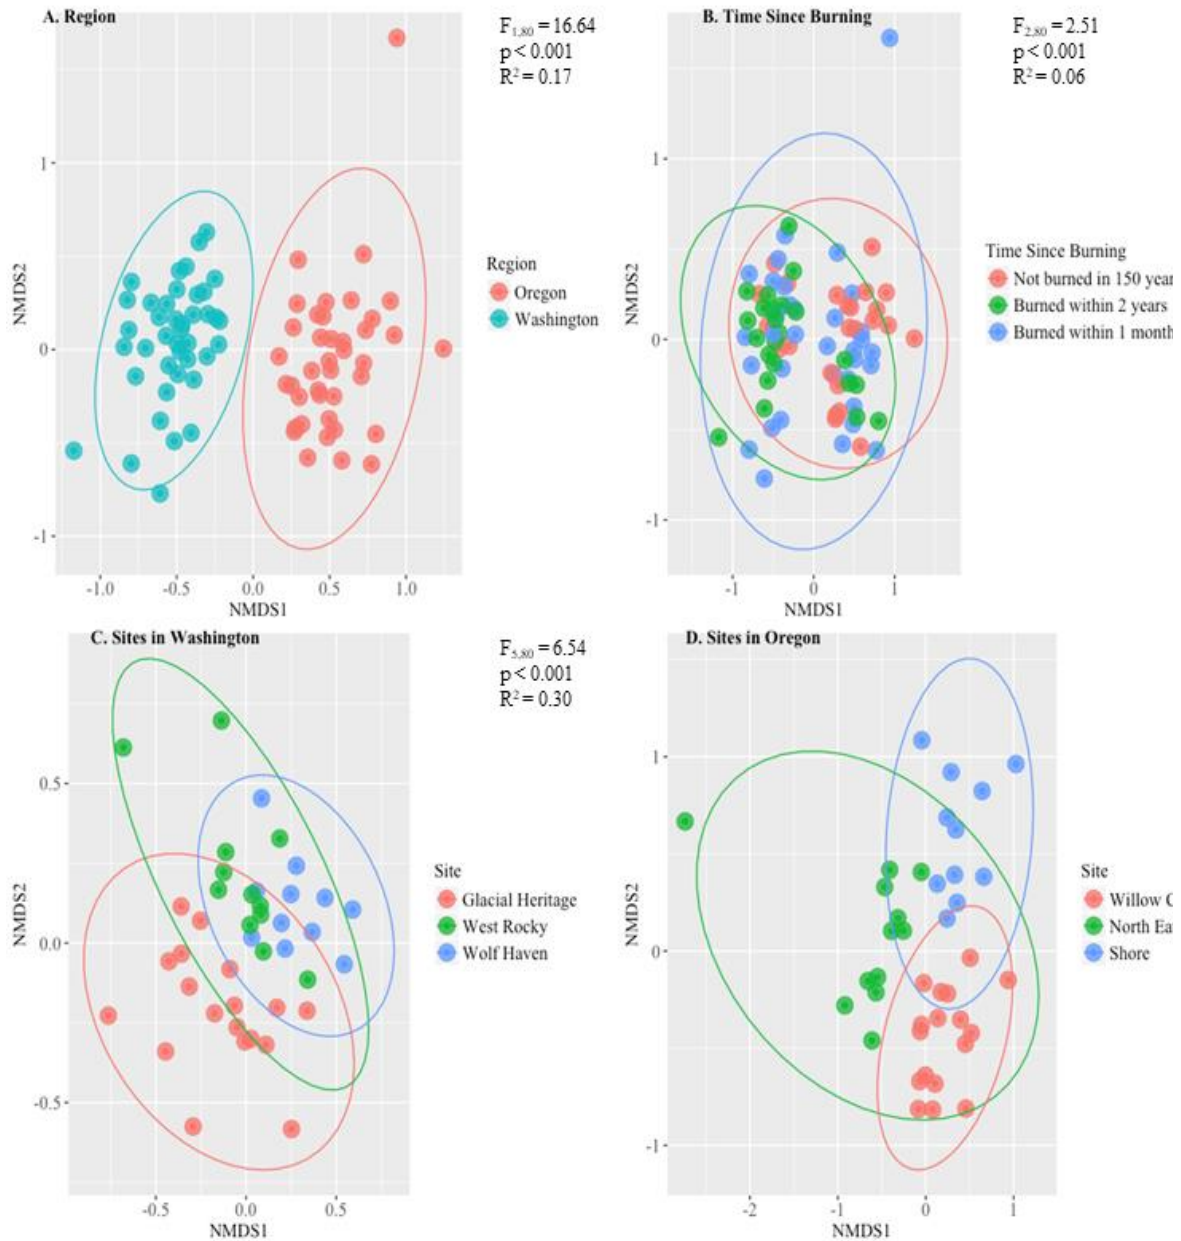 A. Region
F1,80 = 16.64
p < 0.001
R² = 0.17
1
0
-1
NMDS2
-1.0 -0.5 0.0 0.5 1.0
NMDS1
Region
Oregon
Washington
B. Time Since Burning
F2,80 = 2.51
p < 0.001
R² = 0.06
1
0
-1
NMDS2
-1 0 1
NMDS1
Time Since Burning
Not burned in 150 year
Burned within 2 years
Burned within 1 month
C. Sites in Washington
F5,80 = 6.54
p < 0.001
R² = 0.30
0.5
0.0
-0.5
NMDS2
-0.5 0.0 0.5
NMDS1
Site
Glacial Heritage
West Rocky
Wolf Haven
D. Sites in Oregon
1
0
-1
NMDS2
-2 -1 0 1
NMDS1
Site
Willow
North Ea
Shore